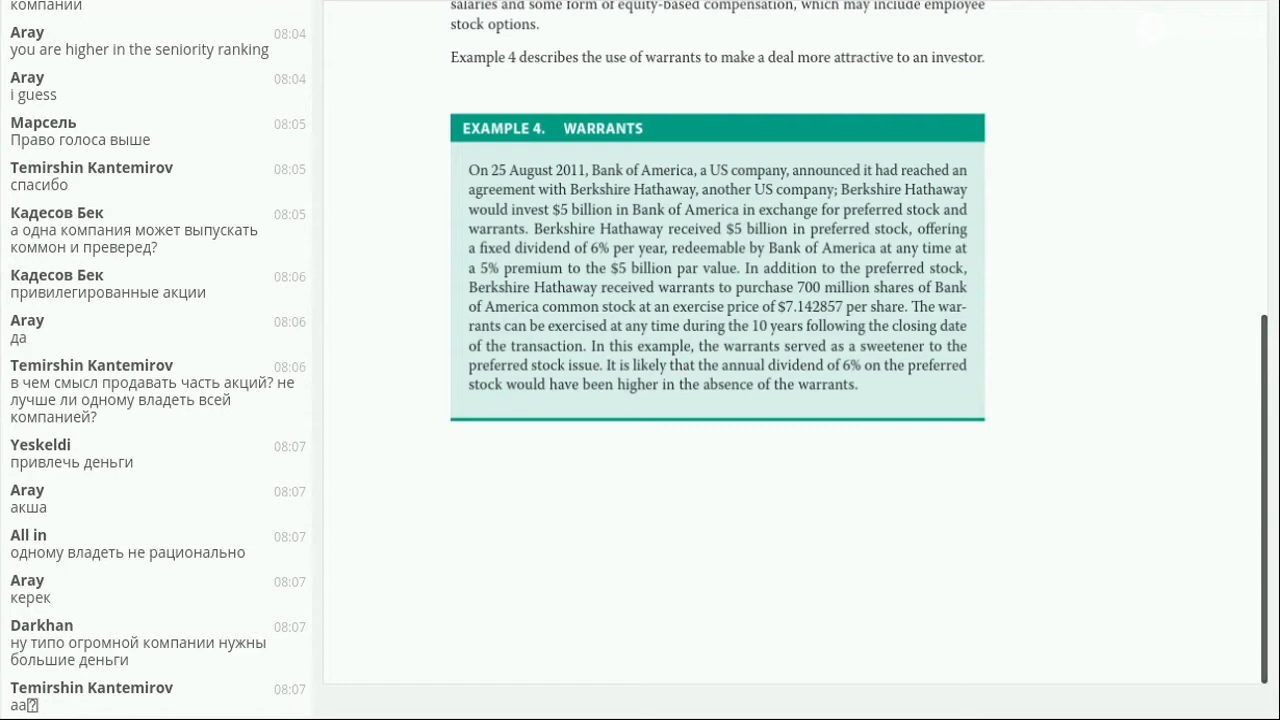 компании
Aray 08:04
you are higher in the seniority ranking
Aray 08:04
i guess
Марсель 08:05
Право голоса выше
Temirshin Kantemirov 08:05
спасибо
Кадесов Бек 08:05
а одна компания может выпускать
коммон и преверед?
Кадесов Бек 08:06
привилегированные акции
Aray 08:06
да
Temirshin Kantemirov 08:06
в чем смысл продавать часть акций? не
лучше ли одному владеть всей
компанией?
Yeskeldi 08:07
привлечь деньги
Aray 08:07
акша
All in 08:07
одному владеть не рационально
Aray 08:07
керек
Darkhan 08:07
ну типо огромной компании нужны
большие деньги
Temirshin Kantemirov 08:07
аа
salaries and some form of equity-based compensation, which may include employee
stock options.
Example 4 describes the use of warrants to make a deal more attractive to an investor.
EXAMPLE 4. WARRANTS
On 25 August 2011, Bank of America, a US company, announced it had reached an
agreement with Berkshire Hathaway, another US company; Berkshire Hathaway
would invest $5 billion in Bank of America in exchange for preferred stock and
warrants. Berkshire Hathaway received $5 billion in preferred stock, offering
a fixed dividend of 6% per year, redeemable by Bank of America at any time at
a 5% premium to the $5 billion par value. In addition to the preferred stock,
Berkshire Hathaway received warrants to purchase 700 million shares of Bank
of America common stock at an exercise price of $7.142857 per share. The war-
rants can be exercised at any time during the 10 years following the closing date
of the transaction. In this example, the warrants served as a sweetener to the
preferred stock issue. It is likely that the annual dividend of 6% on the preferred
stock would have been higher in the absence of the warrants.